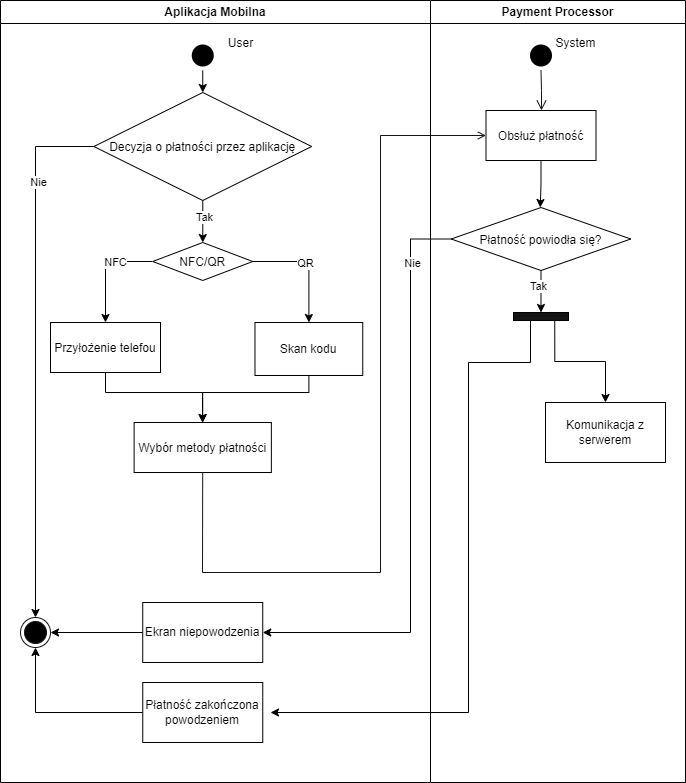 Aplikacja Mobilna
Payment Processor
User
System
Decyzja o płatności przez aplikację
Obsłuż płatność
Nie
Tak
Płatność powiodła się?
NFC
NFC/QR
QR
Nie
Tak
Przyłożenie telefou
Skan kodu
Komunikacja z
serwerem
Wybór metody płatności
Ekran niepowodzenia
Płatność zakończona
powodzeniem